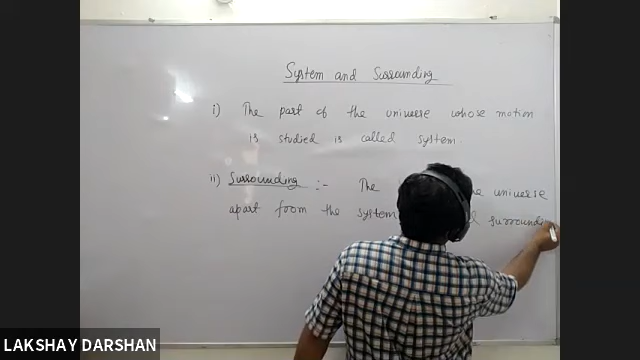 System and Surrounding
i) The part of the universe whose motion
is studied is called system.
ii) Surrounding :- The universe
apart from the system surroundi
LAKSHAY DARSHAN